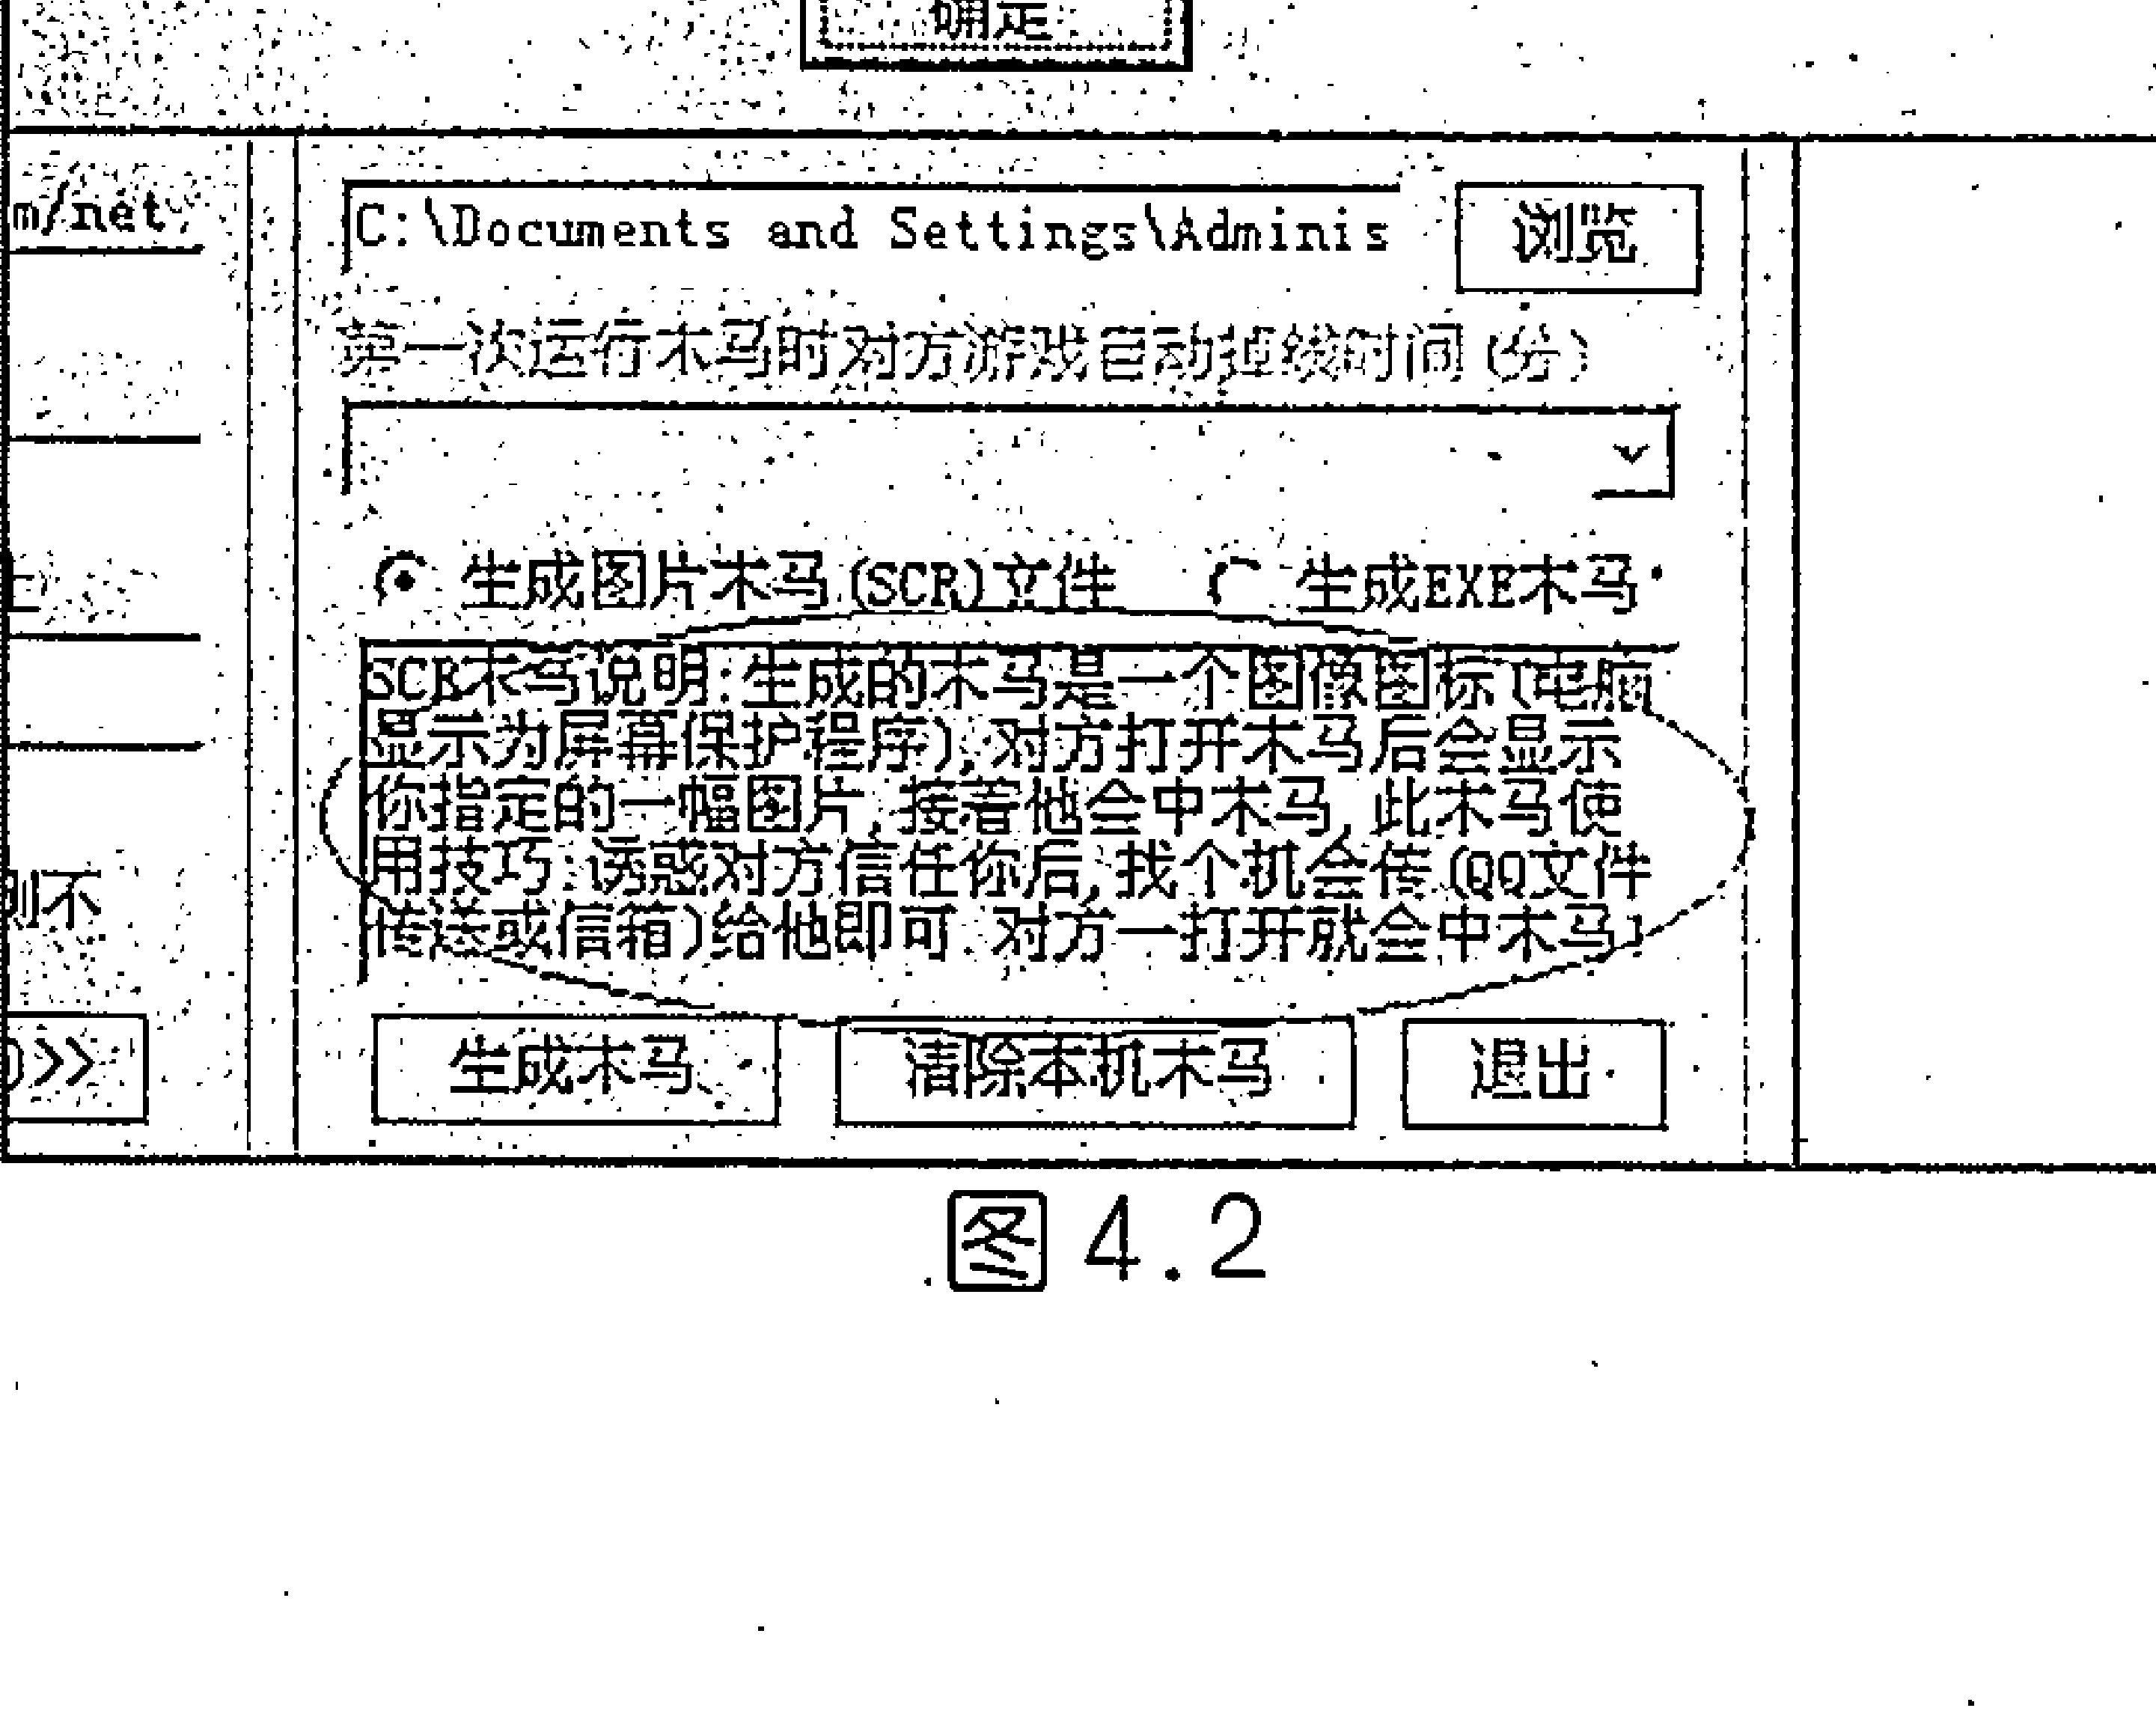 确定
m/net
C:\Documents and Settings\Adminis
浏览
第一次运行木马时对方游戏自动掉线时间(分)
生成图片木马(SCR)文件
生成EXE木马
SCR木马说明:生成的木马是一个图像图标(电脑
显示为屏幕保护程序),对方打开木马后会显示
你指定的一幅图片,接着他会中木马,此木马使
用技巧:诱惑对方信任你后,找个机会传(QQ文件
传送或信箱)给他即可.对方一打开就会中木马]
则不
)>>
生成木马
清除本机木马
退出
图 4.2